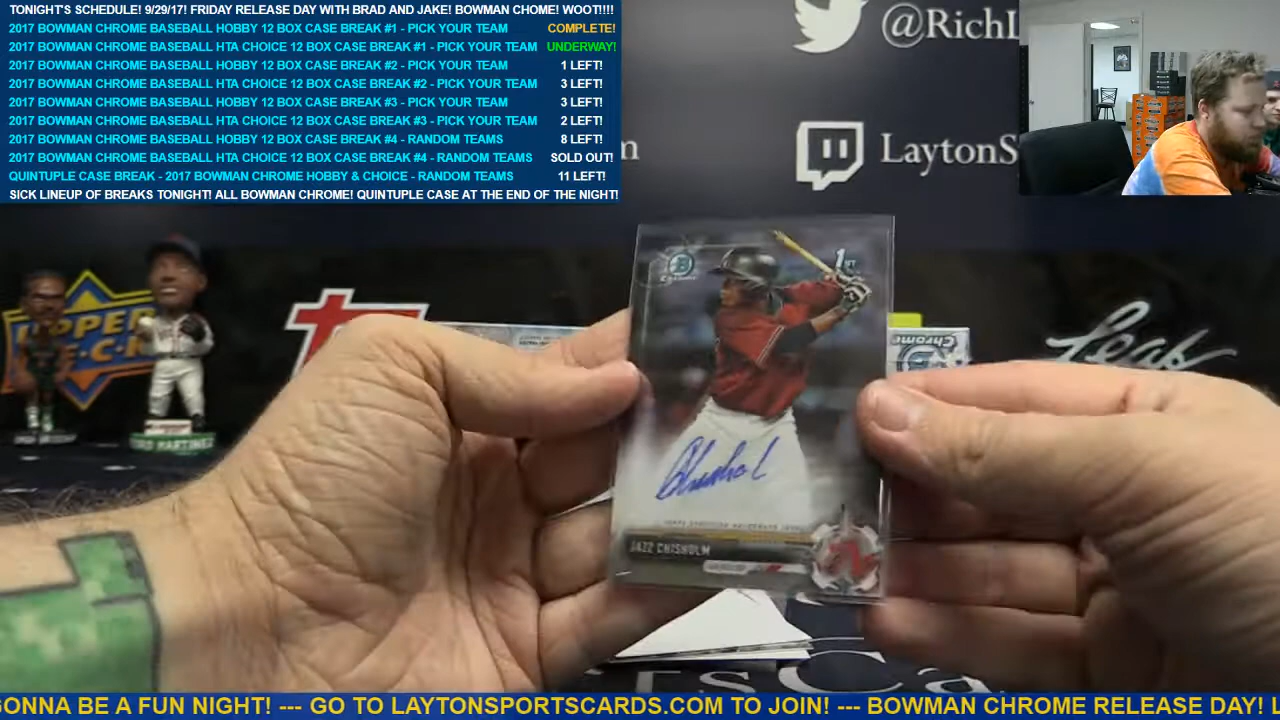 TONIGHT'S SCHEDULE! 9/29/17! FRIDAY RELEASE DAY WITH BRAD AND JAKE! BOWMAN CHOME! WOOT!!!!
2017 BOWMAN CHROME BASEBALL HOBBY 12 BOX CASE BREAK #1 - PICK YOUR TEAM COMPLETE!
2017 BOWMAN CHROME BASEBALL HTA CHOICE 12 BOX CASE BREAK #1 - PICK YOUR TEAM UNDERWAY!
2017 BOWMAN CHROME BASEBALL HOBBY 12 BOX CASE BREAK #2 - PICK YOUR TEAM 1 LEFT!
2017 BOWMAN CHROME BASEBALL HTA CHOICE 12 BOX CASE BREAK #2 - PICK YOUR TEAM 3 LEFT!
2017 BOWMAN CHROME BASEBALL HOBBY 12 BOX CASE BREAK #3 - PICK YOUR TEAM 3 LEFT!
2017 BOWMAN CHROME BASEBALL HTA CHOICE 12 BOX CASE BREAK #3 - PICK YOUR TEAM 2 LEFT!
2017 BOWMAN CHROME BASEBALL HOBBY 12 BOX CASE BREAK #4 - RANDOM TEAMS 8 LEFT!
2017 BOWMAN CHROME BASEBALL HTA CHOICE 12 BOX CASE BREAK #4 - RANDOM TEAMS SOLD OUT!
QUINTUPLE CASE BREAK - 2017 BOWMAN CHROME HOBBY & CHOICE - RANDOM TEAMS 11 LEFT!
SICK LINEUP OF BREAKS TONIGHT! ALL BOWMAN CHROME! QUINTUPLE CASE AT THE END OF THE NIGHT!
@RichL
m
LaytonS
Chrome
1ST
UPPER
Leaf
Chrome
Chisholm
JAZZ CHISHOLM
GONNA BE A FUN NIGHT! --- GO TO LAYTONSPORTSCARDS.COM TO JOIN! --- BOWMAN CHROME RELEASE DAY! L